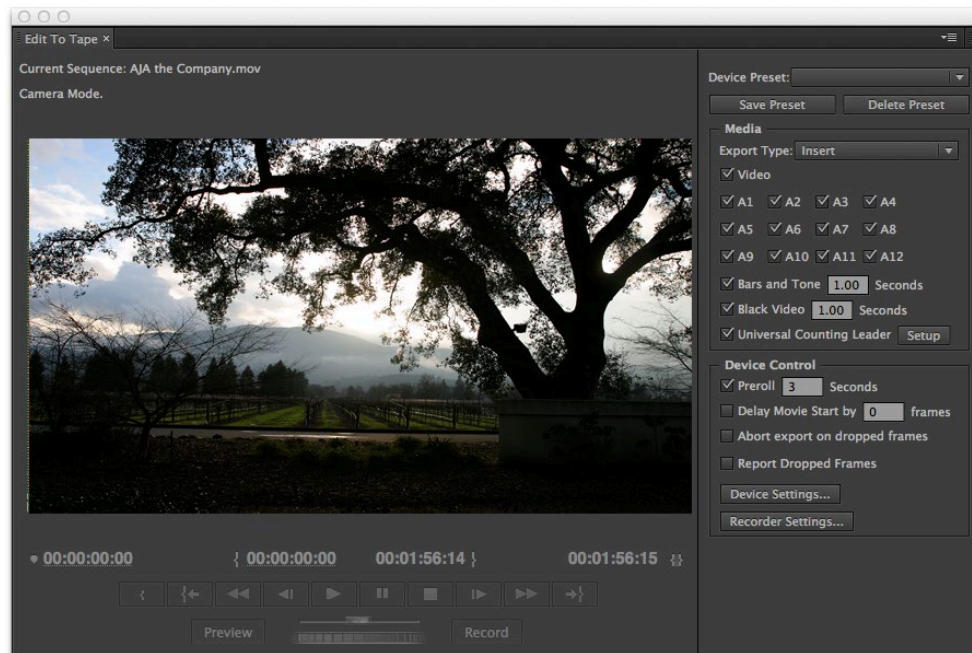 Edit To Tape ×
Current Sequence: AJA the Company.mov
Camera Mode.
00:00:00:00
{ 00:00:00:00
00:01:56:14 }
00:01:56:15
Preview
Record
Device Preset:
Save Preset
Delete Preset
Media
Export Type: Insert
Video
A1 A2 A3 A4
A5 A6 A7 A8
A9 A10 A11 A12
Bars and Tone 1.00 Seconds
Black Video 1.00 Seconds
Universal Counting Leader Setup
Device Control
Preroll 3 Seconds
Delay Movie Start by 0 frames
Abort export on dropped frames
Report Dropped Frames
Device Settings...
Recorder Settings...